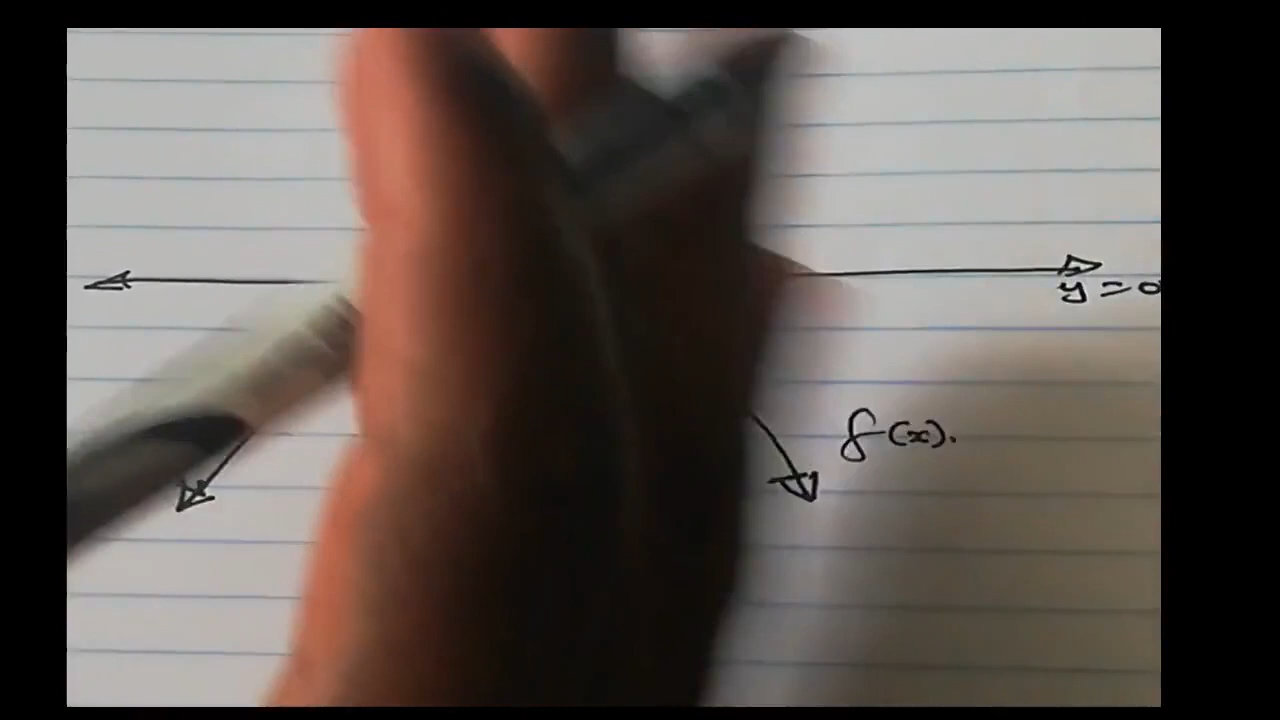 y = 0
f(x).